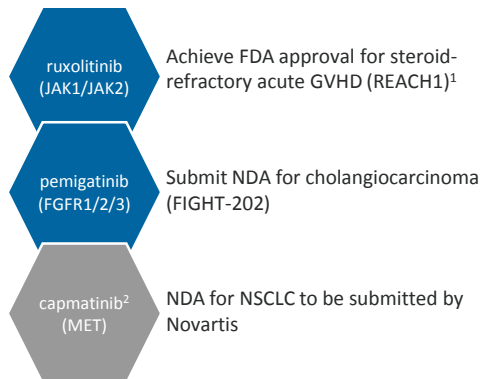 ruxolitinib
(JAK1/JAK2)
Achieve FDA approval for steroid-
refractory acute GVHD (REACH1)¹
pemigatinib
(FGFR1/2/3)
Submit NDA for cholangiocarcinoma
(FIGHT-202)
capmatinib²
(MET)
NDA for NSCLC to be submitted by
Novartis